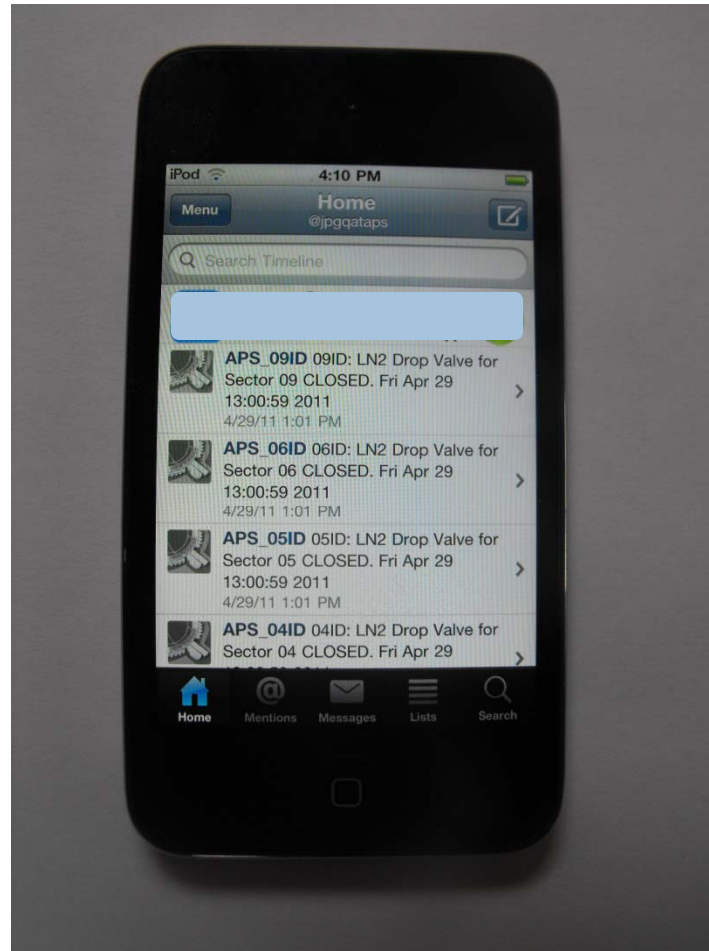 iPod 4:10 PM
Menu
Home
@jpgqataps
Search Timeline
APS_09ID 09ID: LN2 Drop Valve for
Sector 09 CLOSED. Fri Apr 29
13:00:59 2011
4/29/11 1:01 PM
APS_06ID 06ID: LN2 Drop Valve for
Sector 06 CLOSED. Fri Apr 29
13:00:59 2011
4/29/11 1:01 PM
APS_05ID 05ID: LN2 Drop Valve for
Sector 05 CLOSED. Fri Apr 29
13:00:59 2011
4/29/11 1:01 PM
APS_04ID 04ID: LN2 Drop Valve for
Sector 04 CLOSED. Fri Apr 29
Home Mentions Messages Lists Search